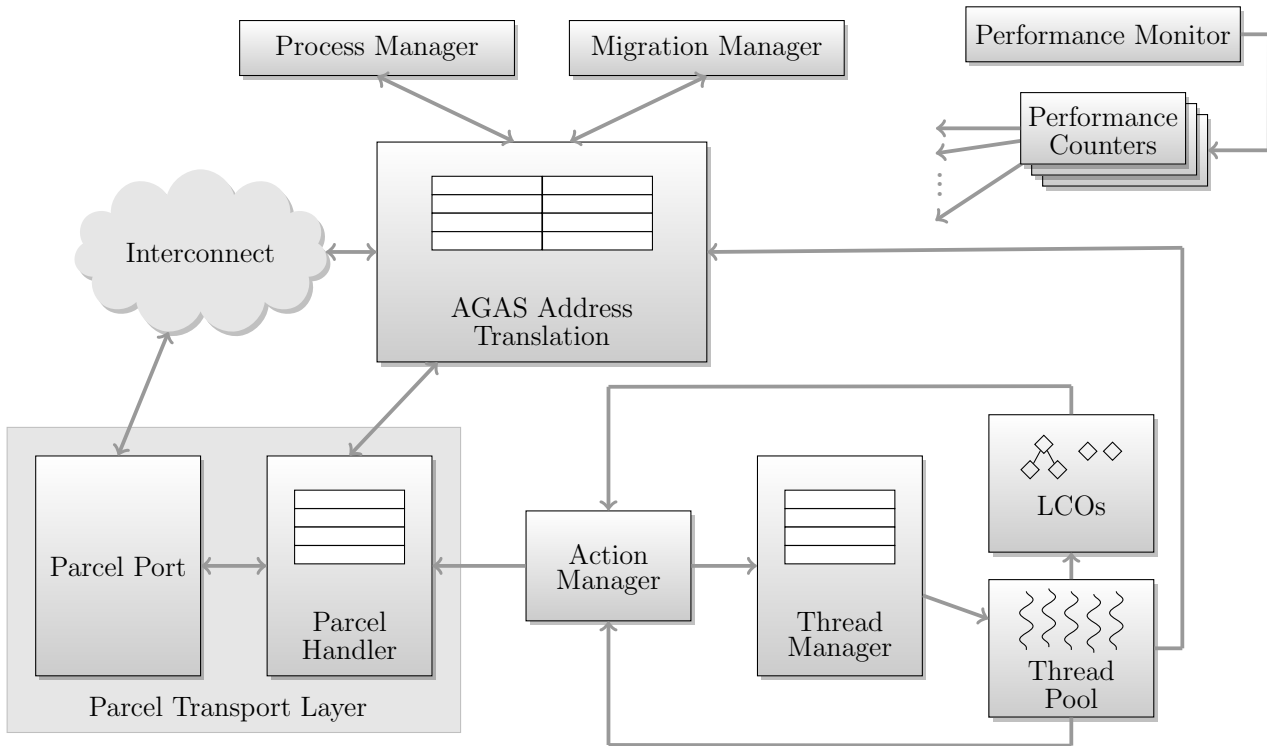 Process Manager
Migration Manager
Performance Monitor
Performance
Counters
Interconnect
AGAS Address
Translation
LCOs
Parcel Port
Parcel
Handler
Action
Manager
Thread
Manager
Thread
Pool
Parcel Transport Layer